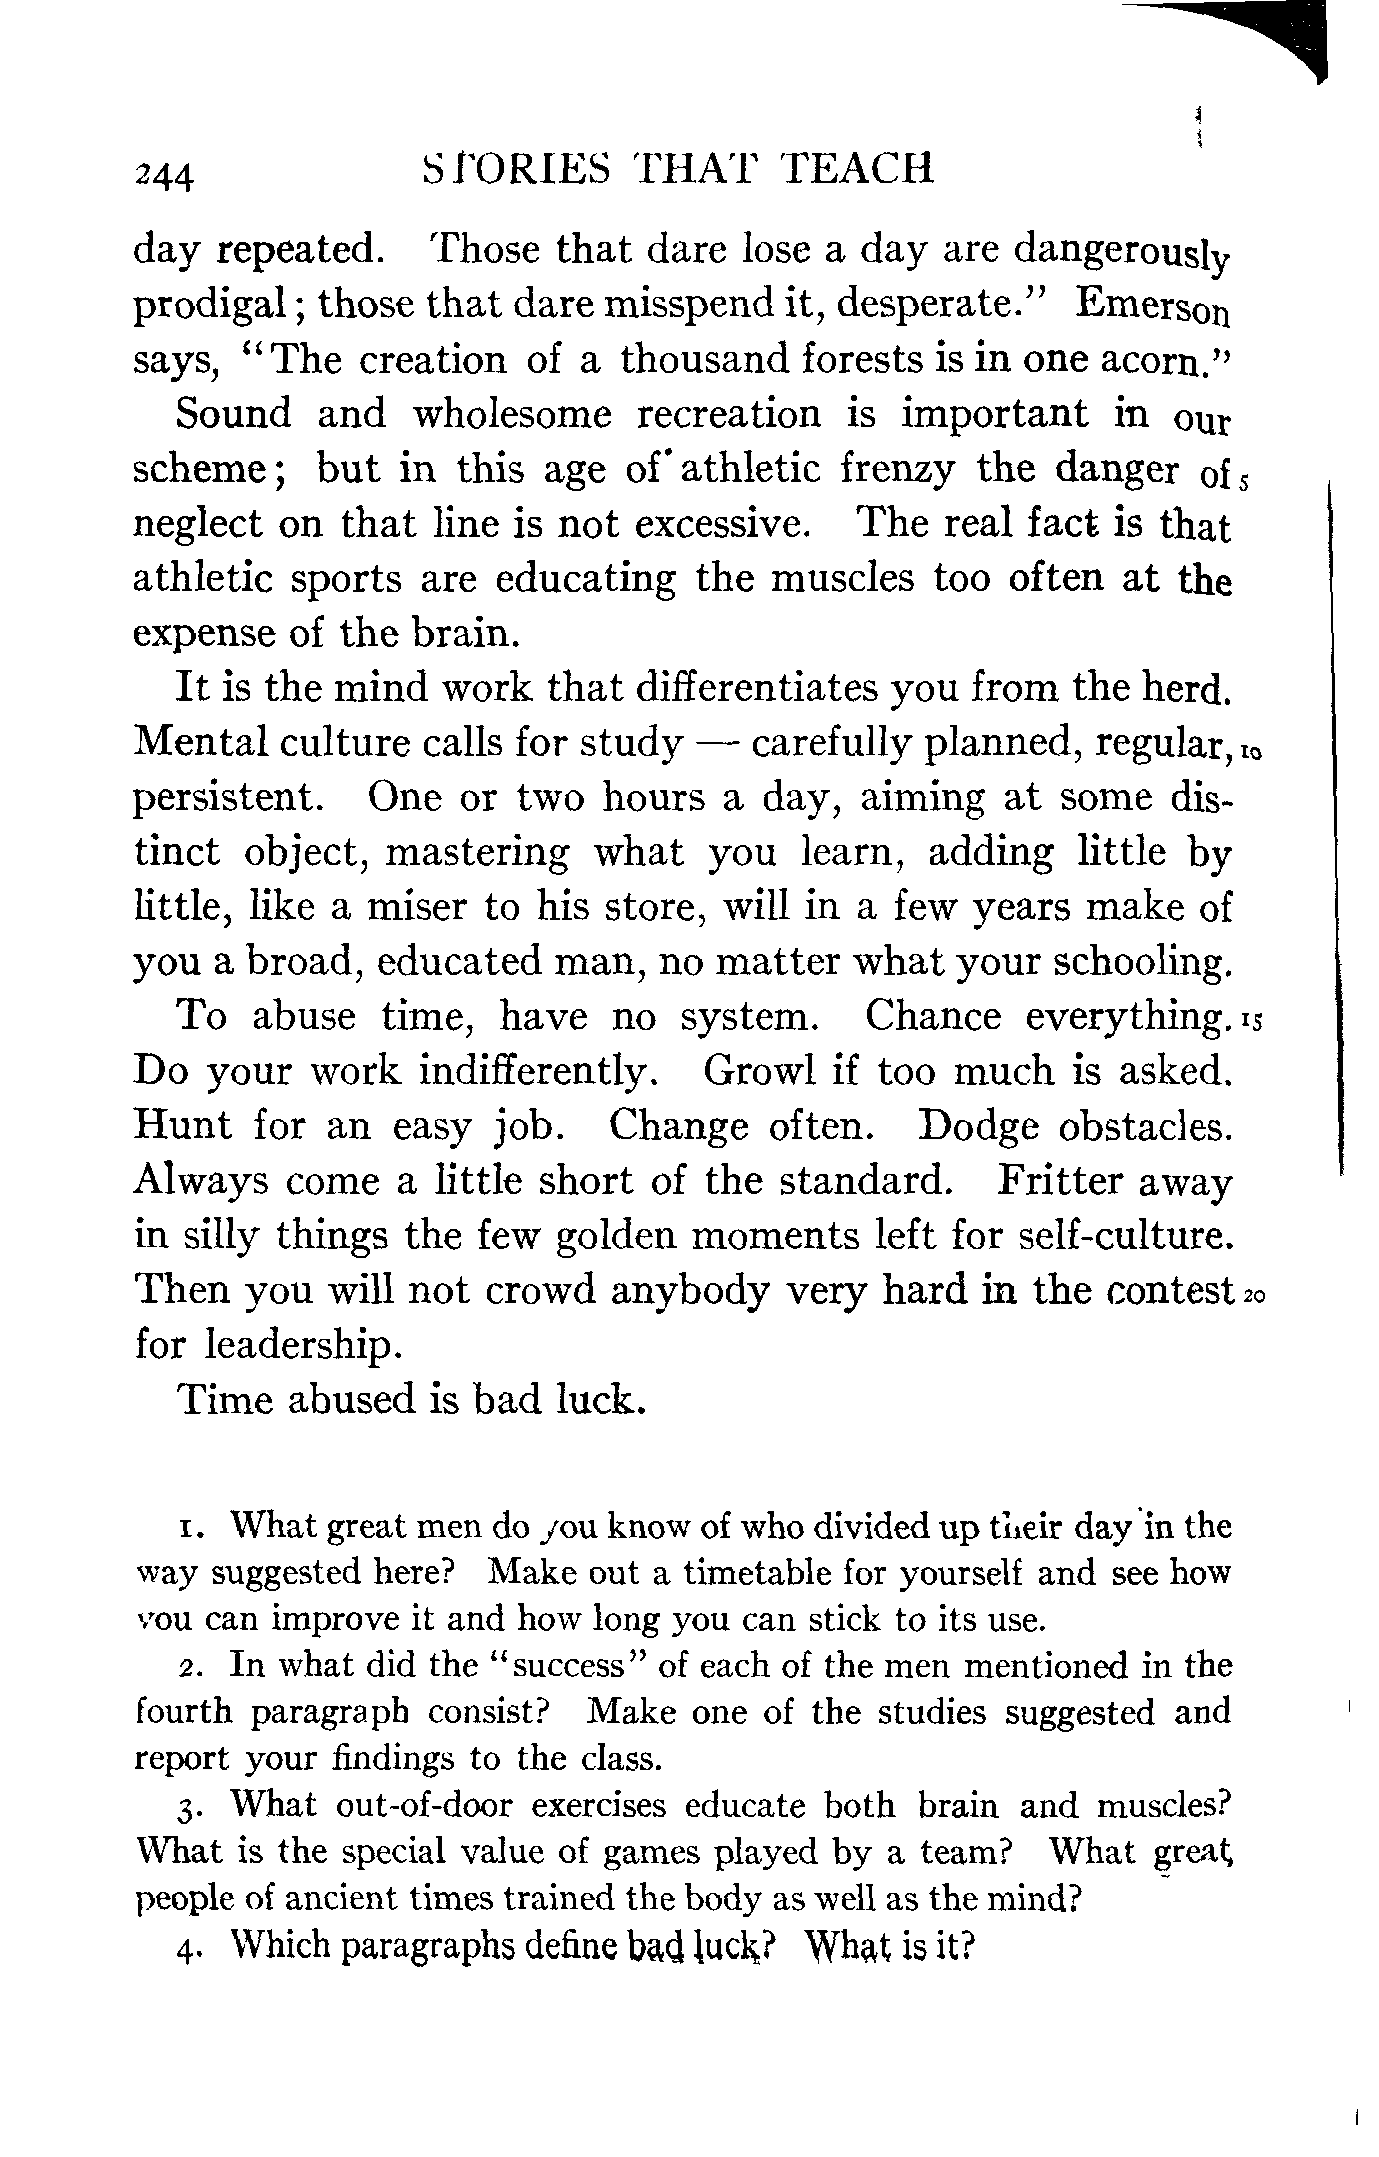 244 STORIES THAT TEACH
day repeated. Those that dare lose a day are dangerously
prodigal; those that dare misspend it, desperate." Emerson
says, "The creation of a thousand forests is in one acorn."
Sound and wholesome recreation is important in our
scheme; but in this age of athletic frenzy the danger of 5
neglect on that line is not excessive. The real fact is that
athletic sports are educating the muscles too often at the
expense of the brain.
It is the mind work that differentiates you from the herd.
Mental culture calls for study — carefully planned, regular, 10
persistent. One or two hours a day, aiming at some dis-
tinct object, mastering what you learn, adding little by
little, like a miser to his store, will in a few years make of
you a broad, educated man, no matter what your schooling.
To abuse time, have no system. Chance everything. 15
Do your work indifferently. Growl if too much is asked.
Hunt for an easy job. Change often. Dodge obstacles.
Always come a little short of the standard. Fritter away
in silly things the few golden moments left for self-culture.
Then you will not crowd anybody very hard in the contest 20
for leadership.
Time abused is bad luck.
1. What great men do you know of who divided up their day in the
way suggested here? Make out a timetable for yourself and see how
you can improve it and how long you can stick to its use.
2. In what did the "success" of each of the men mentioned in the
fourth paragraph consist? Make one of the studies suggested and
report your findings to the class.
3. What out-of-door exercises educate both brain and muscles?
What is the special value of games played by a team? What great
people of ancient times trained the body as well as the mind?
4. Which paragraphs define bad luck? What is it?